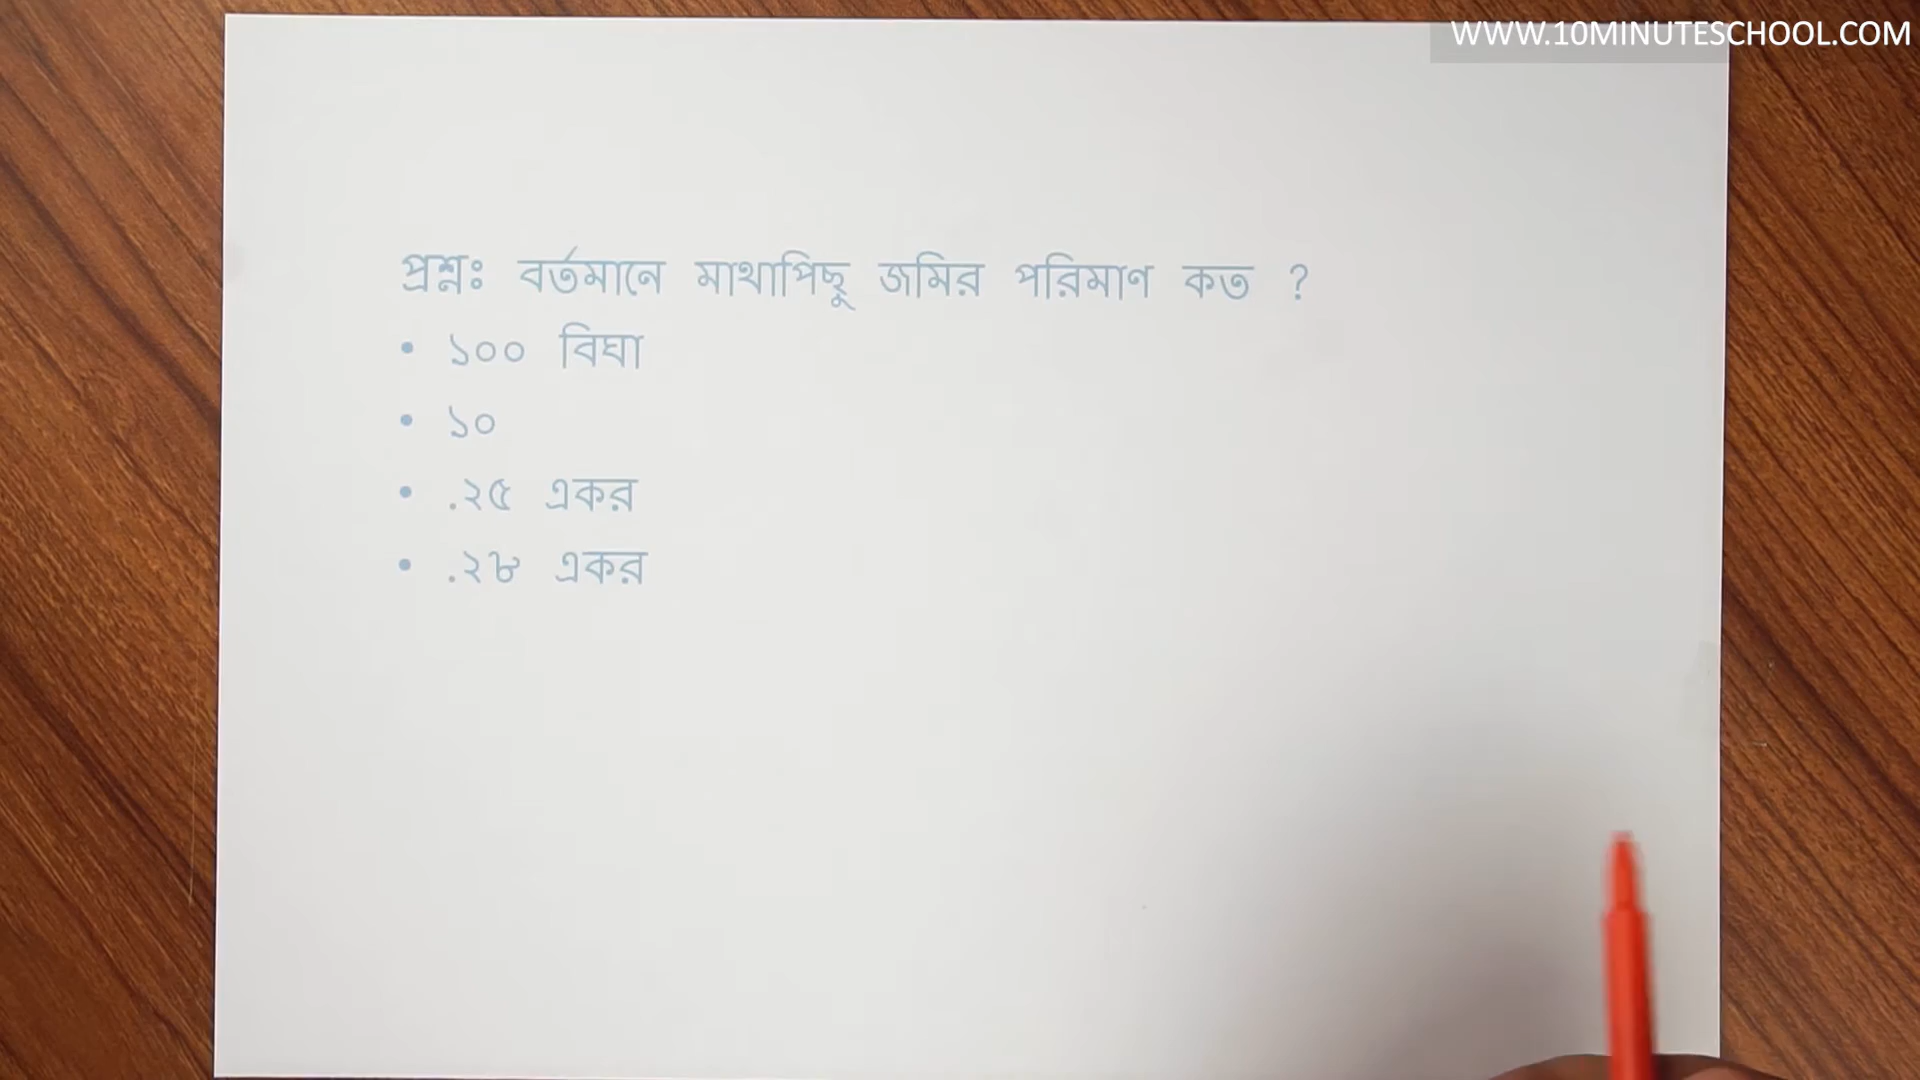 WWW.10MINUTESCHOOL.COM
প্রশ্নঃ বর্তমানে মাথাপিছু জমির পরিমাণ কত ?
• ১০০ বিঘা
• ১০
• .২৫ একর
• .২৮ একর